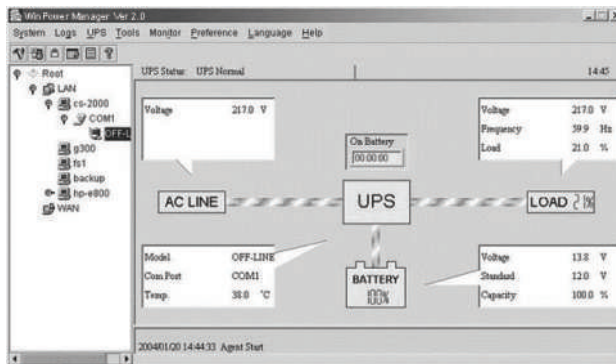 Win Power Manager Ver 2.0
System Logs UPS Tools Monitor Preference Language Help
Root
LAN
cs-2000
COM1
OFF-L
g300
fs1
backup
hp-e800
WAN
UPS Status: UPS Normal
14:45
Voltage 217.0 V
On Battery
00:00:00
Voltage 217.0 V
Frequency 59.9 Hz
Load 21.0 %
AC LINE
UPS
LOAD 21%
Model OFF-LINE
Com.Port COM1
Temp. 38.0 °C
BATTERY
100%
Voltage 13.8 V
Standard 12.0 V
Capacity 100.0 %
2004/01/20 14:44:33 Agent Start